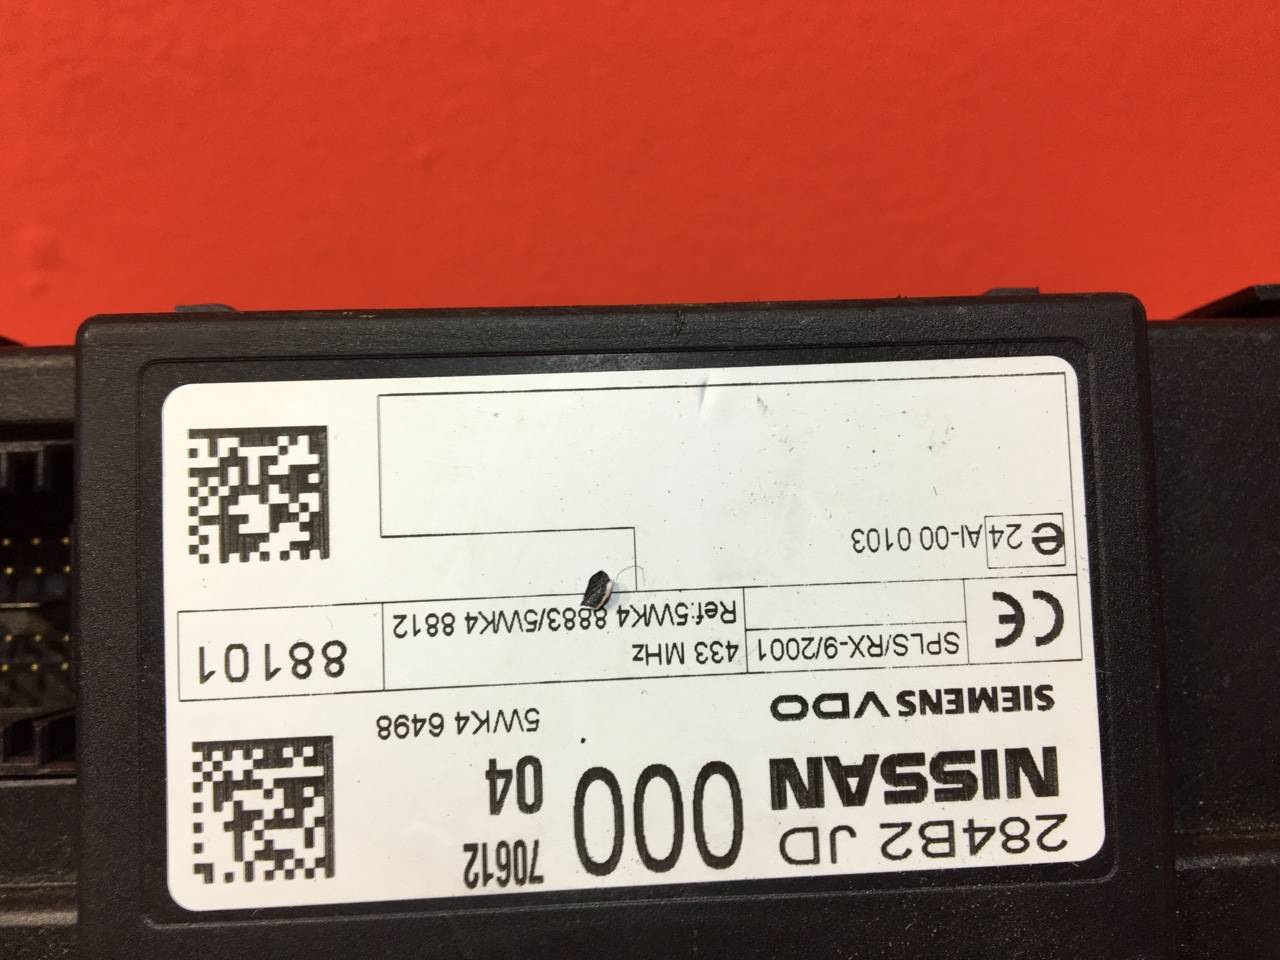 284B2 JD
NISSAN 000
70612
04
SIEMENS VDO
5WK4 6498
CE
SPLS/RX-9/2001
433 MHz
Ref:5WK4 8883/5WK4 8812
88101
e 24 AI-00 0103